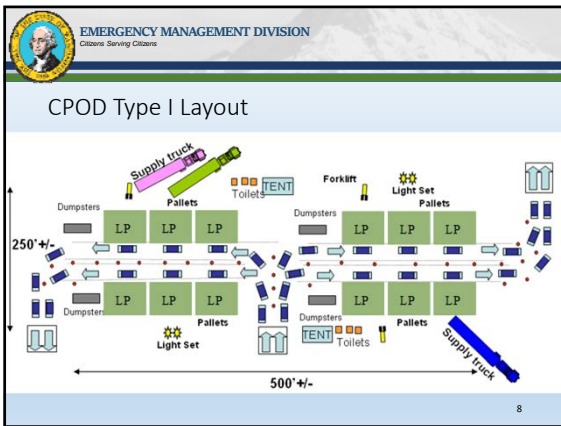 EMERGENCY MANAGEMENT DIVISION
Citizens Serving Citizens
CPOD Type I Layout
Supply truck
Forklift
Light Set
Toilets
TENT
Dumpsters
Pallets
Dumpsters
Pallets
LP LP LP
LP LP LP
250'+/-
LP LP LP
LP LP LP
Dumpsters
Pallets
Dumpsters
Pallets
Light Set
TENT
Toilets
Supply truck
500'+/-
8